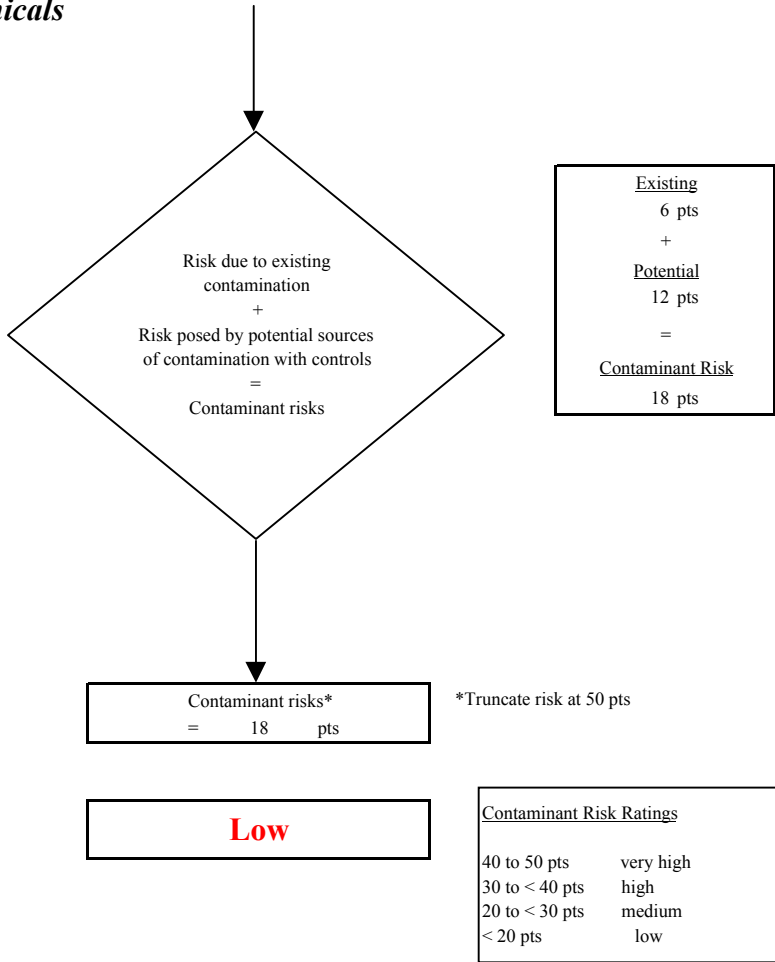 Risk due to existing
contamination
+
Risk posed by potential sources
of contamination with controls
=
Contaminant risks
Existing
6 pts
+
Potential
12 pts
=
Contaminant Risk
18 pts
Contaminant risks*
= 18 pts
*Truncate risk at 50 pts
Low
Contaminant Risk Ratings
40 to 50 pts very high
30 to < 40 pts high
20 to < 30 pts medium
< 20 pts low